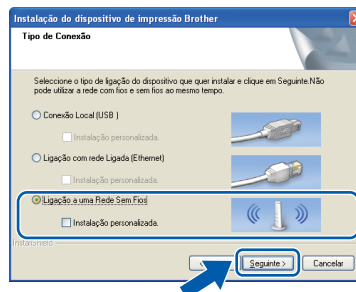 Instalação do dispositivo de impressão Brother
Tipo de Conexão
Seleccione o tipo de ligação do dispositivo que quer instalar e clique em Seguinte.Não
pode utilizar a rede com fios e sem fios ao mesmo tempo.
Conexão Local (USB )
Instalação personalizada.
Ligação com rede Ligada (Ethernet)
Instalação personalizada.
Ligação a uma Rede Sem Fios
Instalação personalizada.
InstallShield
Seguinte >
Cancelar